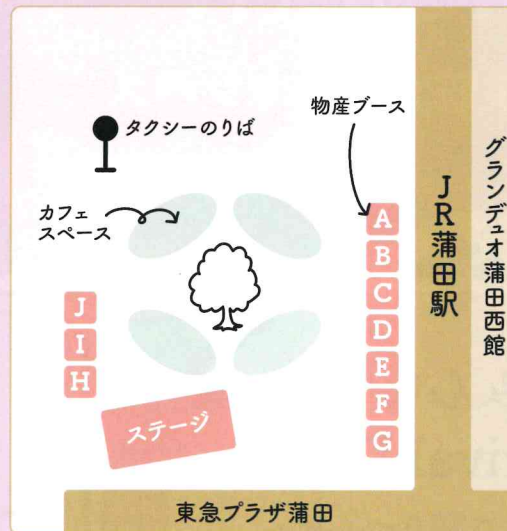 物産ブース
タクシーのりば
カフェ
スペース
A
B
C
D
E
F
G
J
I
H
ステージ
JR蒲田駅
グランデュオ蒲田西館
東急プラザ蒲田